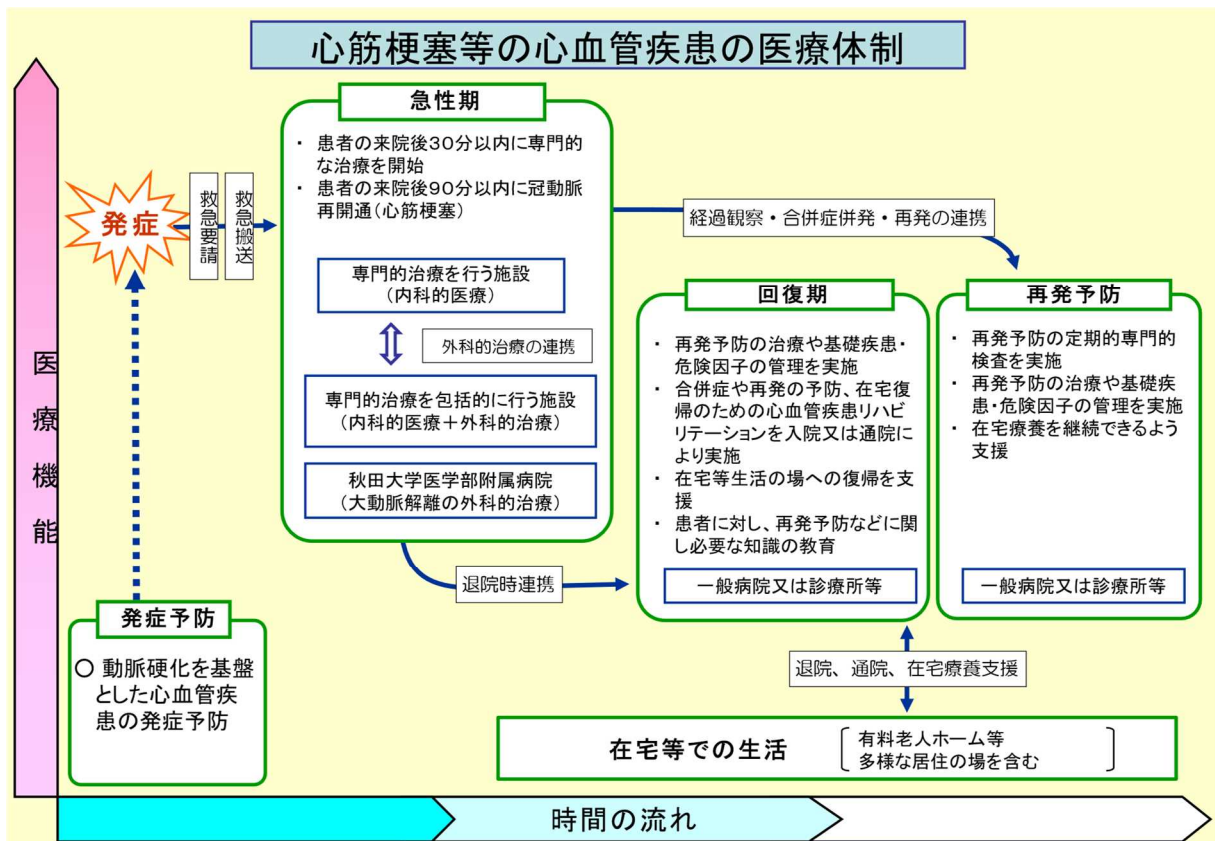 心筋梗塞等の心血管疾患の医療体制
医療機能
発症
救急要請
救急搬送
急性期
・ 患者の来院後30分以内に専門的
な治療を開始
・ 患者の来院後90分以内に冠動脈
再開通(心筋梗塞)
専門的治療を行う施設
(内科的医療)
外科的治療の連携
専門的治療を包括的に行う施設
(内科的医療+外科的治療)
秋田大学医学部附属病院
(大動脈解離の外科的治療)
経過観察・合併症併発・再発の連携
退院時連携
回復期
・ 再発予防の治療や基礎疾患・
危険因子の管理を実施
・ 合併症や再発の予防、在宅復
帰のための心血管疾患リハビ
リテーションを入院又は通院に
より実施
・ 在宅等生活の場への復帰を支
援
・ 患者に対し、再発予防などに関
し必要な知識の教育
一般病院又は診療所等
再発予防
・ 再発予防の定期的専門的
検査を実施
・ 再発予防の治療や基礎疾
患・危険因子の管理を実施
・ 在宅療養を継続できるよう
支援
一般病院又は診療所等
発症予防
○ 動脈硬化を基盤
とした心血管疾
患の発症予防
退院、通院、在宅療養支援
在宅等での生活
有料老人ホーム等
多様な居住の場を含む
時間の流れ